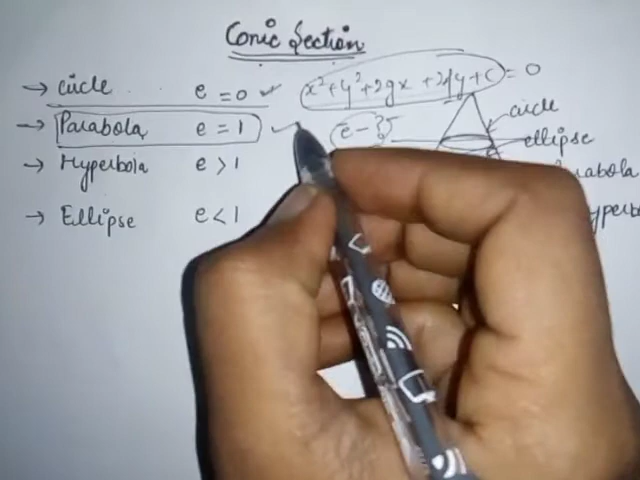 Conic Section
→ circle e = 0 ✓ x²+y²+2gx+2fy+c = 0
→ Parabola e = 1 ✓
circle
ellipse
→ Hyperbola e > 1
→ Ellipse e < 1